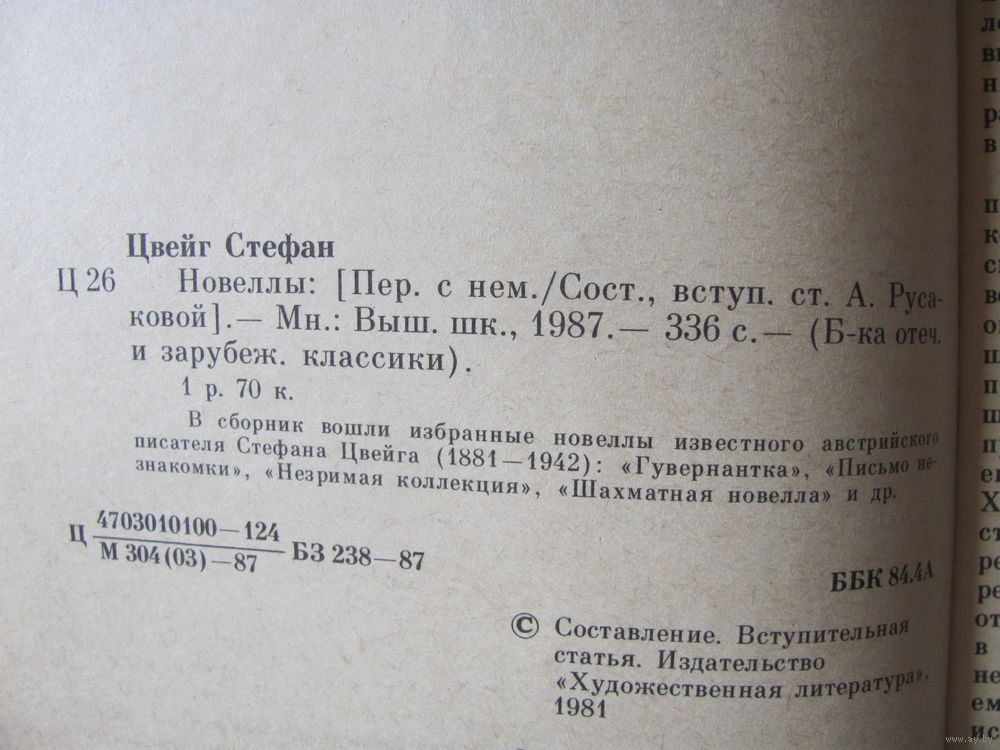 Цвейг Стефан
Ц 26 Новеллы: [Пер. с нем./Сост., вступ. ст. А. Руса-
ковой].— Мн.: Выш. шк., 1987.— 336 с.— (Б-ка отеч.
и зарубеж. классики).
1 р. 70 к.
В сборник вошли избранные новеллы известного австрийского
писателя Стефана Цвейга (1881—1942): «Гувернантка», «Письмо не-
знакомки», «Незримая коллекция», «Шахматная новелла» и др.
Ц 4703010100—124
М 304(03)—87 БЗ 238—87
ББК 84.4А
© Составление. Вступительная
статья. Издательство
«Художественная литература»,
1981
www.ay.by